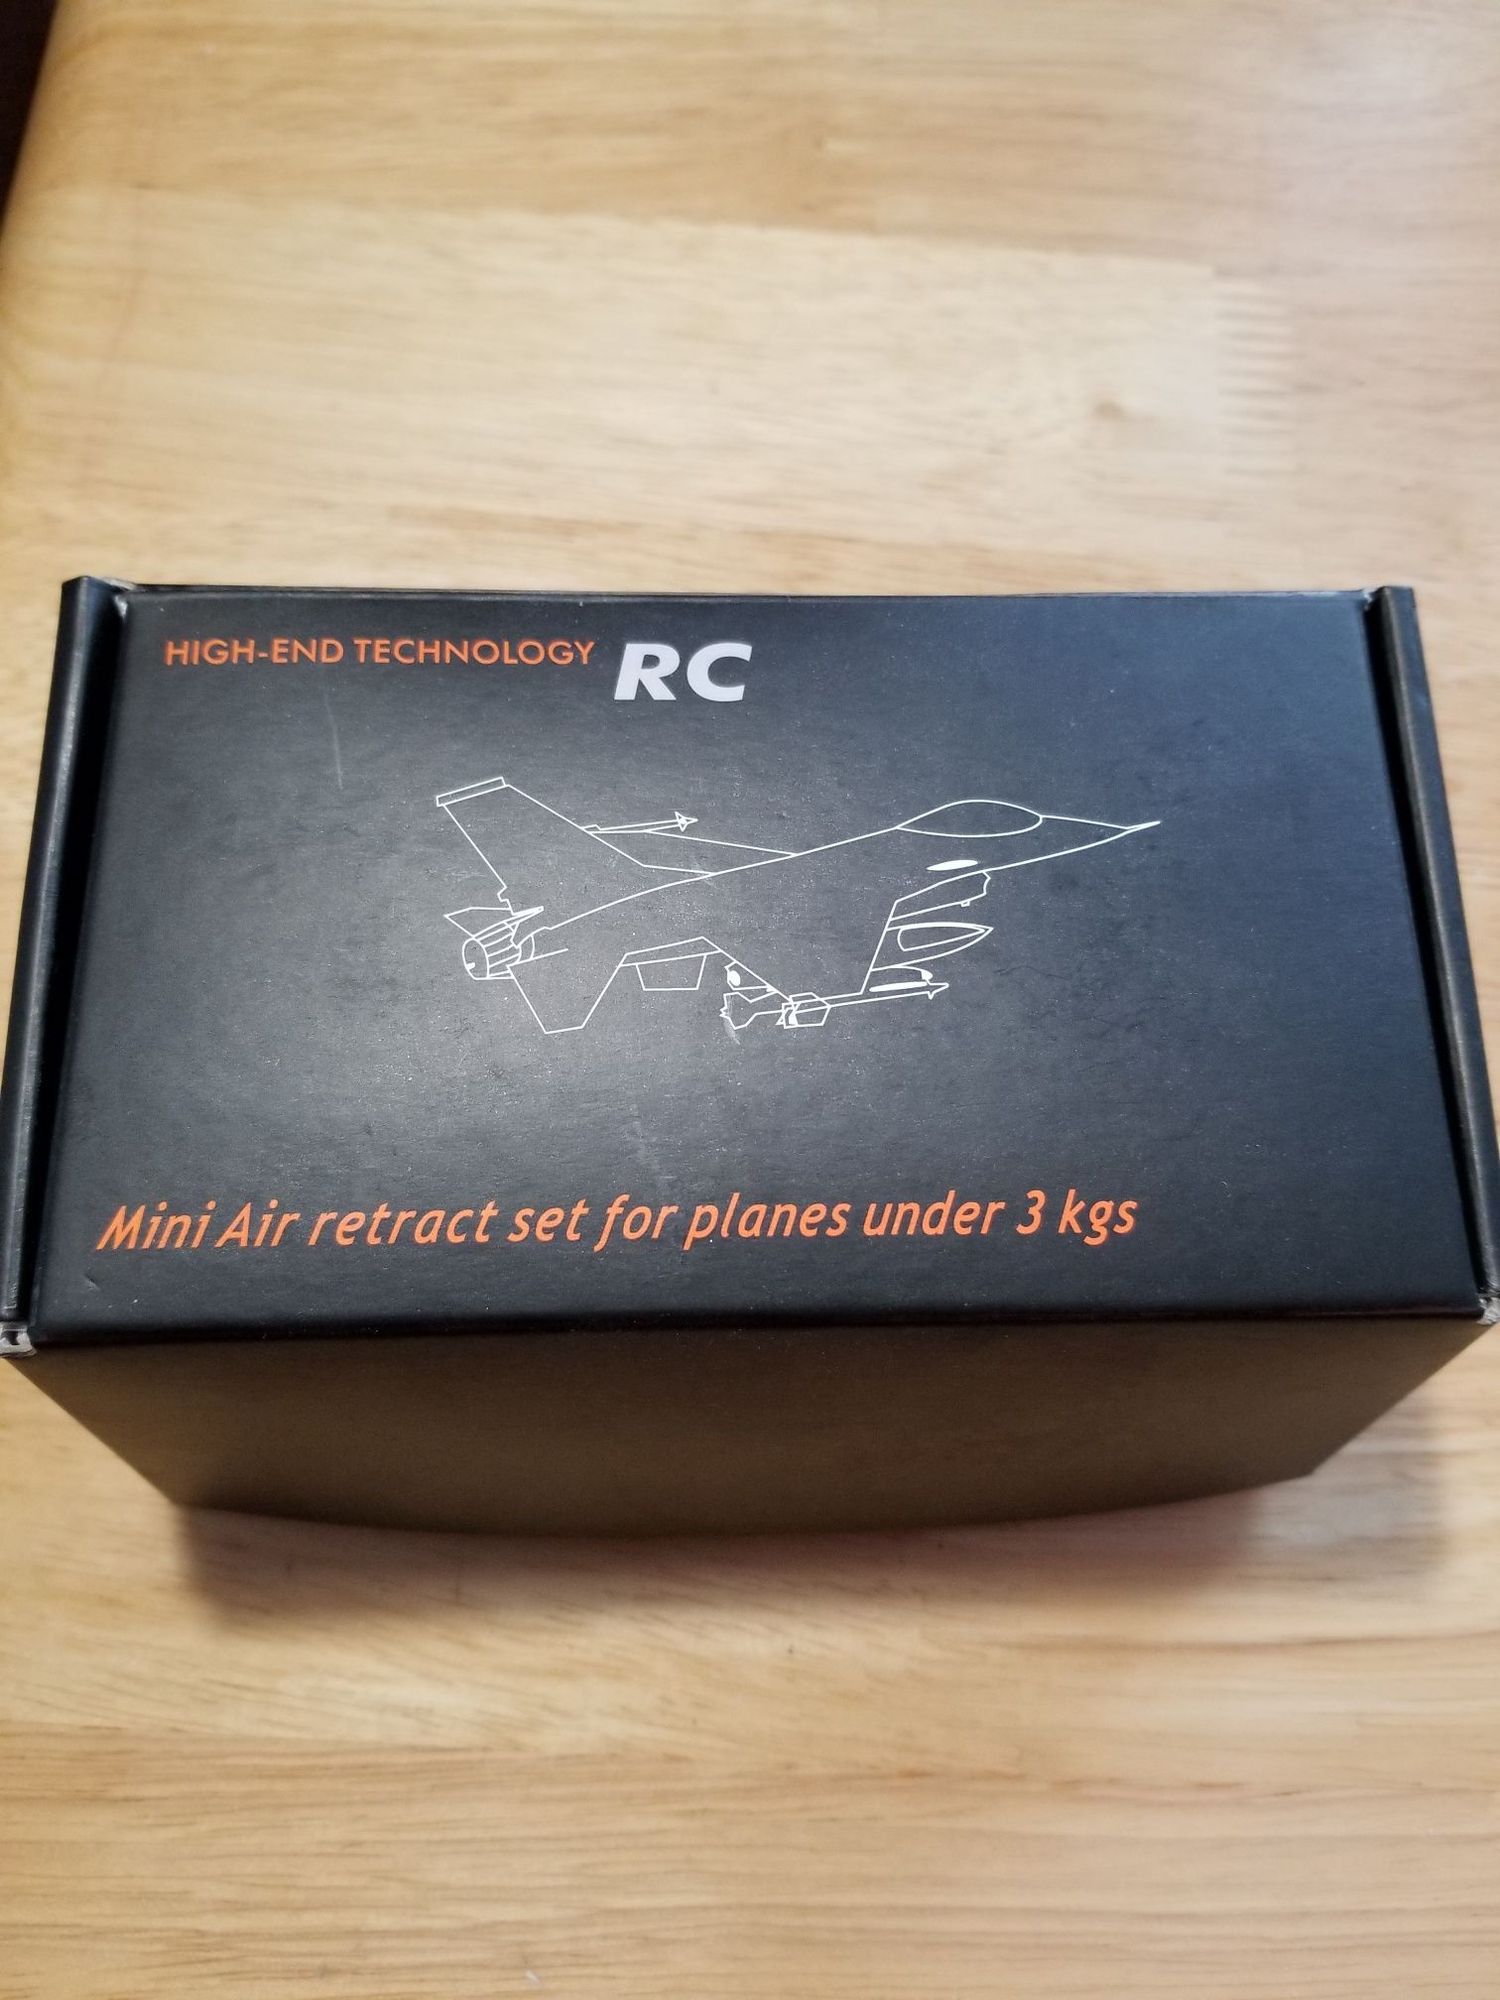 HIGH-END TECHNOLOGY RC
Mini Air retract set for planes under 3 kgs